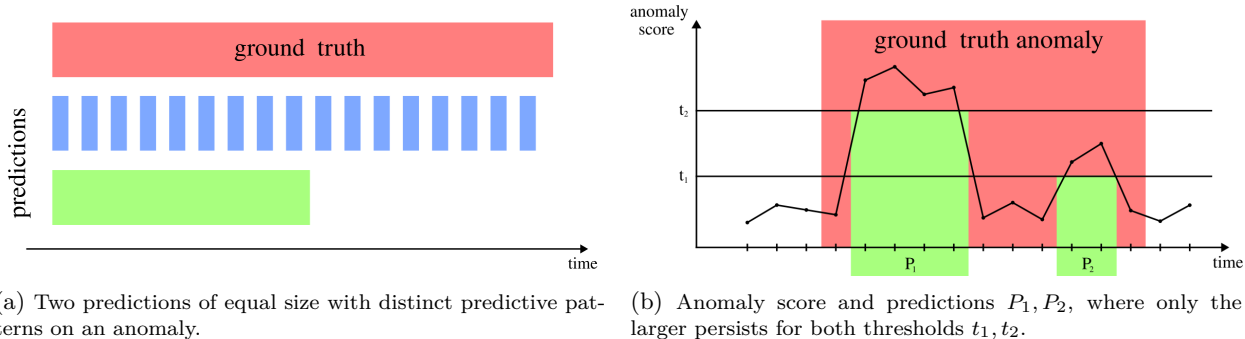 ground truth
predictions
time
(a) Two predictions of equal size with distinct predictive pat-
terns on an anomaly.
anomaly
score
ground truth anomaly
t₂
t₁
P₁
P₂
time
(b) Anomaly score and predictions P₁, P₂, where only the
larger persists for both thresholds t₁, t₂.